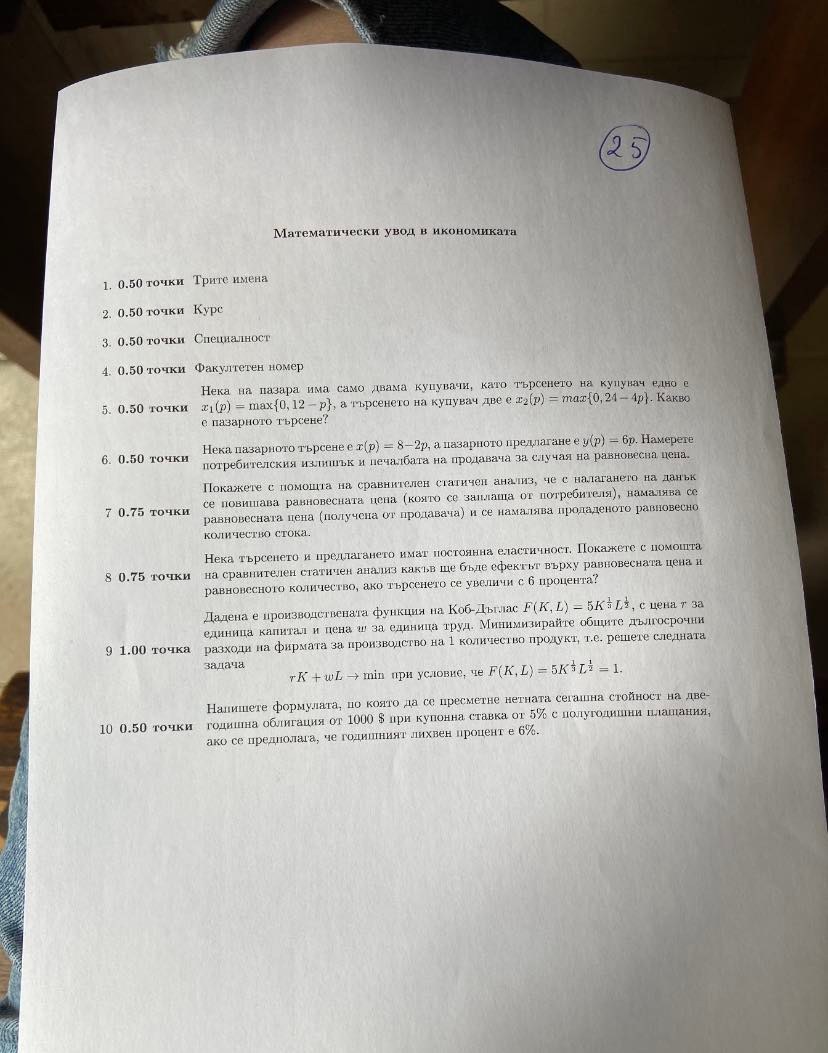 25
Математически увод в икономиката
1. 0.50 точки Трите имена
2. 0.50 точки Курс
3. 0.50 точки Специалност
4. 0.50 точки Факултетен номер
Нека на пазара има само двама купувачи, като търсенето на купувач едно е
5. 0.50 точки x₁(p) = max{0, 12 − p}, а търсенето на купувач две е x₂(p) = max{0, 24 − 4p}. Какво
е пазарното търсене?
6. 0.50 точки Нека пазарното търсене е x(p) = 8−2p, а пазарното предлагане е y(p) = 6p. Намерете
потребителския излишък и печалбата на продавача за случая на равновесна цена.
Покажете с помощта на сравнителен статичен анализ, че с налагането на данък
се повишава равновесната цена (която се заплаща от потребителя), намалява се
7 0.75 точки равновесната цена (получена от продавача) и се намалява продаденото равновесно
количество стока.
Нека търсенето и предлагането имат постоянна еластичност. Покажете с помощта
8 0.75 точки на сравнителен статичен анализ какъв ще бъде ефектът върху равновесната цена и
равновесното количество, ако търсенето се увеличи с 6 процента?
Дадена е производствената функция на Коб-Дъглас F(K, L) = 5K^{1/3}L^{1/2}, с цена r за
единица капитал и цена w за единица труд. Минимизирайте общите дългосрочни
9 1.00 точка разходи на фирмата за производство на 1 количество продукт, т.е. решете следната
задача
rK + wL → min при условие, че F(K, L) = 5K^{1/3}L^{1/2} = 1.
Напишете формулата, по която да се пресметне нетната сегашна стойност на две-
10 0.50 точки годишна облигация от 1000 $ при купонна ставка от 5% с полугодишни плащания,
ако се предполага, че годишният лихвен процент е 6%.